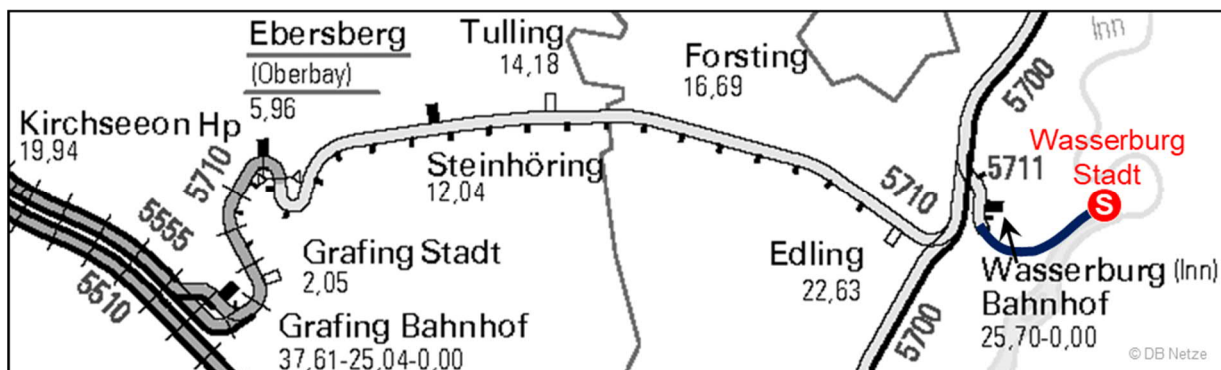 Ebersberg
(Oberbay)
5,96
Tulling
14,18
Forsting
16,69
Inn
5700
Kirchseeon Hp
19,94
5710
Steinhöring
12,04
5710
5711
Wasserburg
Stadt
S
5555
5510
Grafing Stadt
2,05
Edling
22,63
Wasserburg (Inn)
Bahnhof
25,70-0,00
Grafing Bahnhof
37,61-25,04-0,00
5700
© DB Netze